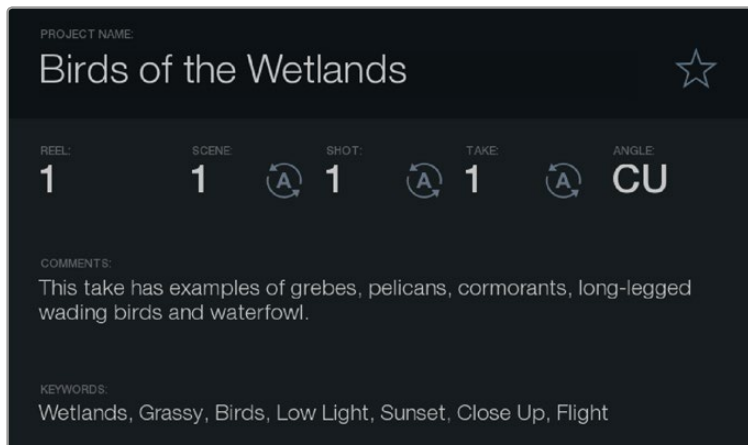 PROJECT NAME:
Birds of the Wetlands
REEL: SCENE: SHOT: TAKE: ANGLE:
1 1 A 1 A 1 A CU
COMMENTS:
This take has examples of grebes, pelicans, cormorants, long-legged
wading birds and waterfowl.
KEYWORDS:
Wetlands, Grassy, Birds, Low Light, Sunset, Close Up, Flight